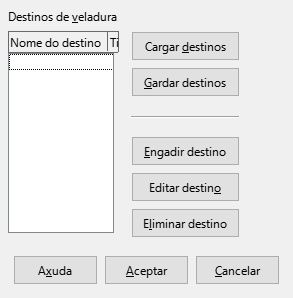 Destinos de veladura
Nome do destino Ti
Cargar destinos
Gardar destinos
Engadir destino
Editar destino
Eliminar destino
Axuda Aceptar Cancelar